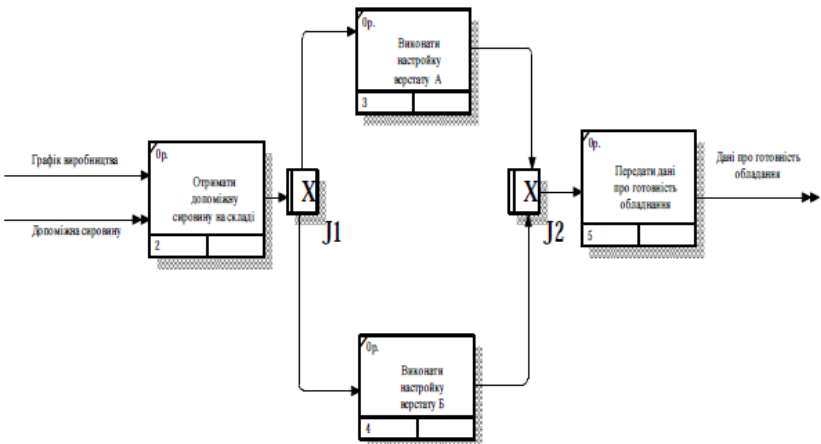 Графік виробництва
Допоміжна сировину
0р.
Отримати
допоміжну
сировину на складі
2
X
J1
0р.
Виконати
настройку
верстату А
3
0р.
Виконати
настройку
верстату Б
4
X
J2
0р.
Передати дані
про готовність
обладнання
5
Дані про готовність
обладання